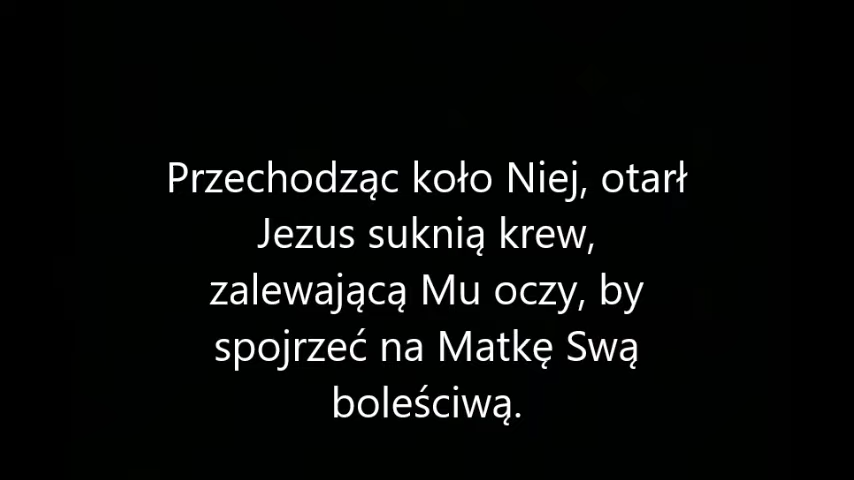 Przechodząc koło Niej, otarł
Jezus suknią krew,
zalewającą Mu oczy, by
spojrzeć na Matkę Swą
boleściwą.